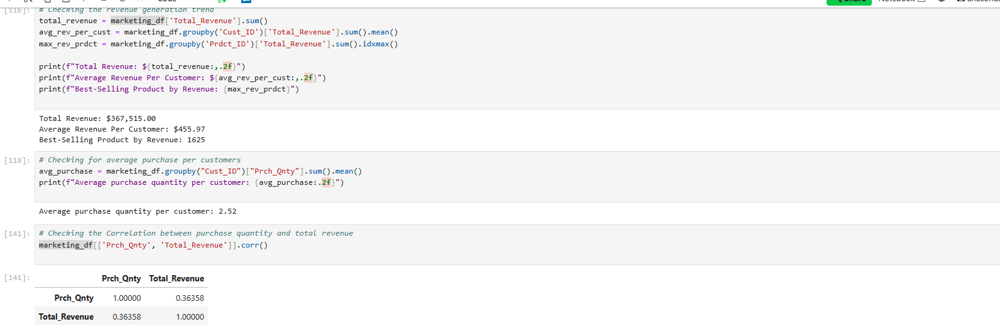 Code
Share
Notebook
anaconda
[116]:
# Checking the revenue generation trend
total_revenue = marketing_df['Total_Revenue'].sum()
avg_rev_per_cust = marketing_df.groupby('Cust_ID')['Total_Revenue'].sum().mean()
max_rev_prdct = marketing_df.groupby('Prdct_ID')['Total_Revenue'].sum().idxmax()
print(f"Total Revenue: ${total_revenue:,.2f}")
print(f"Average Revenue Per Customer: ${avg_rev_per_cust:,.2f}")
print(f"Best-Selling Product by Revenue: {max_rev_prdct}")
Total Revenue: $367,515.00
Average Revenue Per Customer: $455.97
Best-Selling Product by Revenue: 1625
[118]: # Checking for average purchase per customers
avg_purchase = marketing_df.groupby("Cust_ID")["Prch_Qnty"].sum().mean()
print(f"Average purchase quantity per customer: {avg_purchase:.2f}")
Average purchase quantity per customer: 2.52
[141]: # Checking the Correlation between purchase quantity and total revenue
marketing_df[['Prch_Qnty', 'Total_Revenue']].corr()
[141]: Prch_Qnty Total_Revenue
Prch_Qnty 1.00000 0.36358
Total_Revenue 0.36358 1.00000